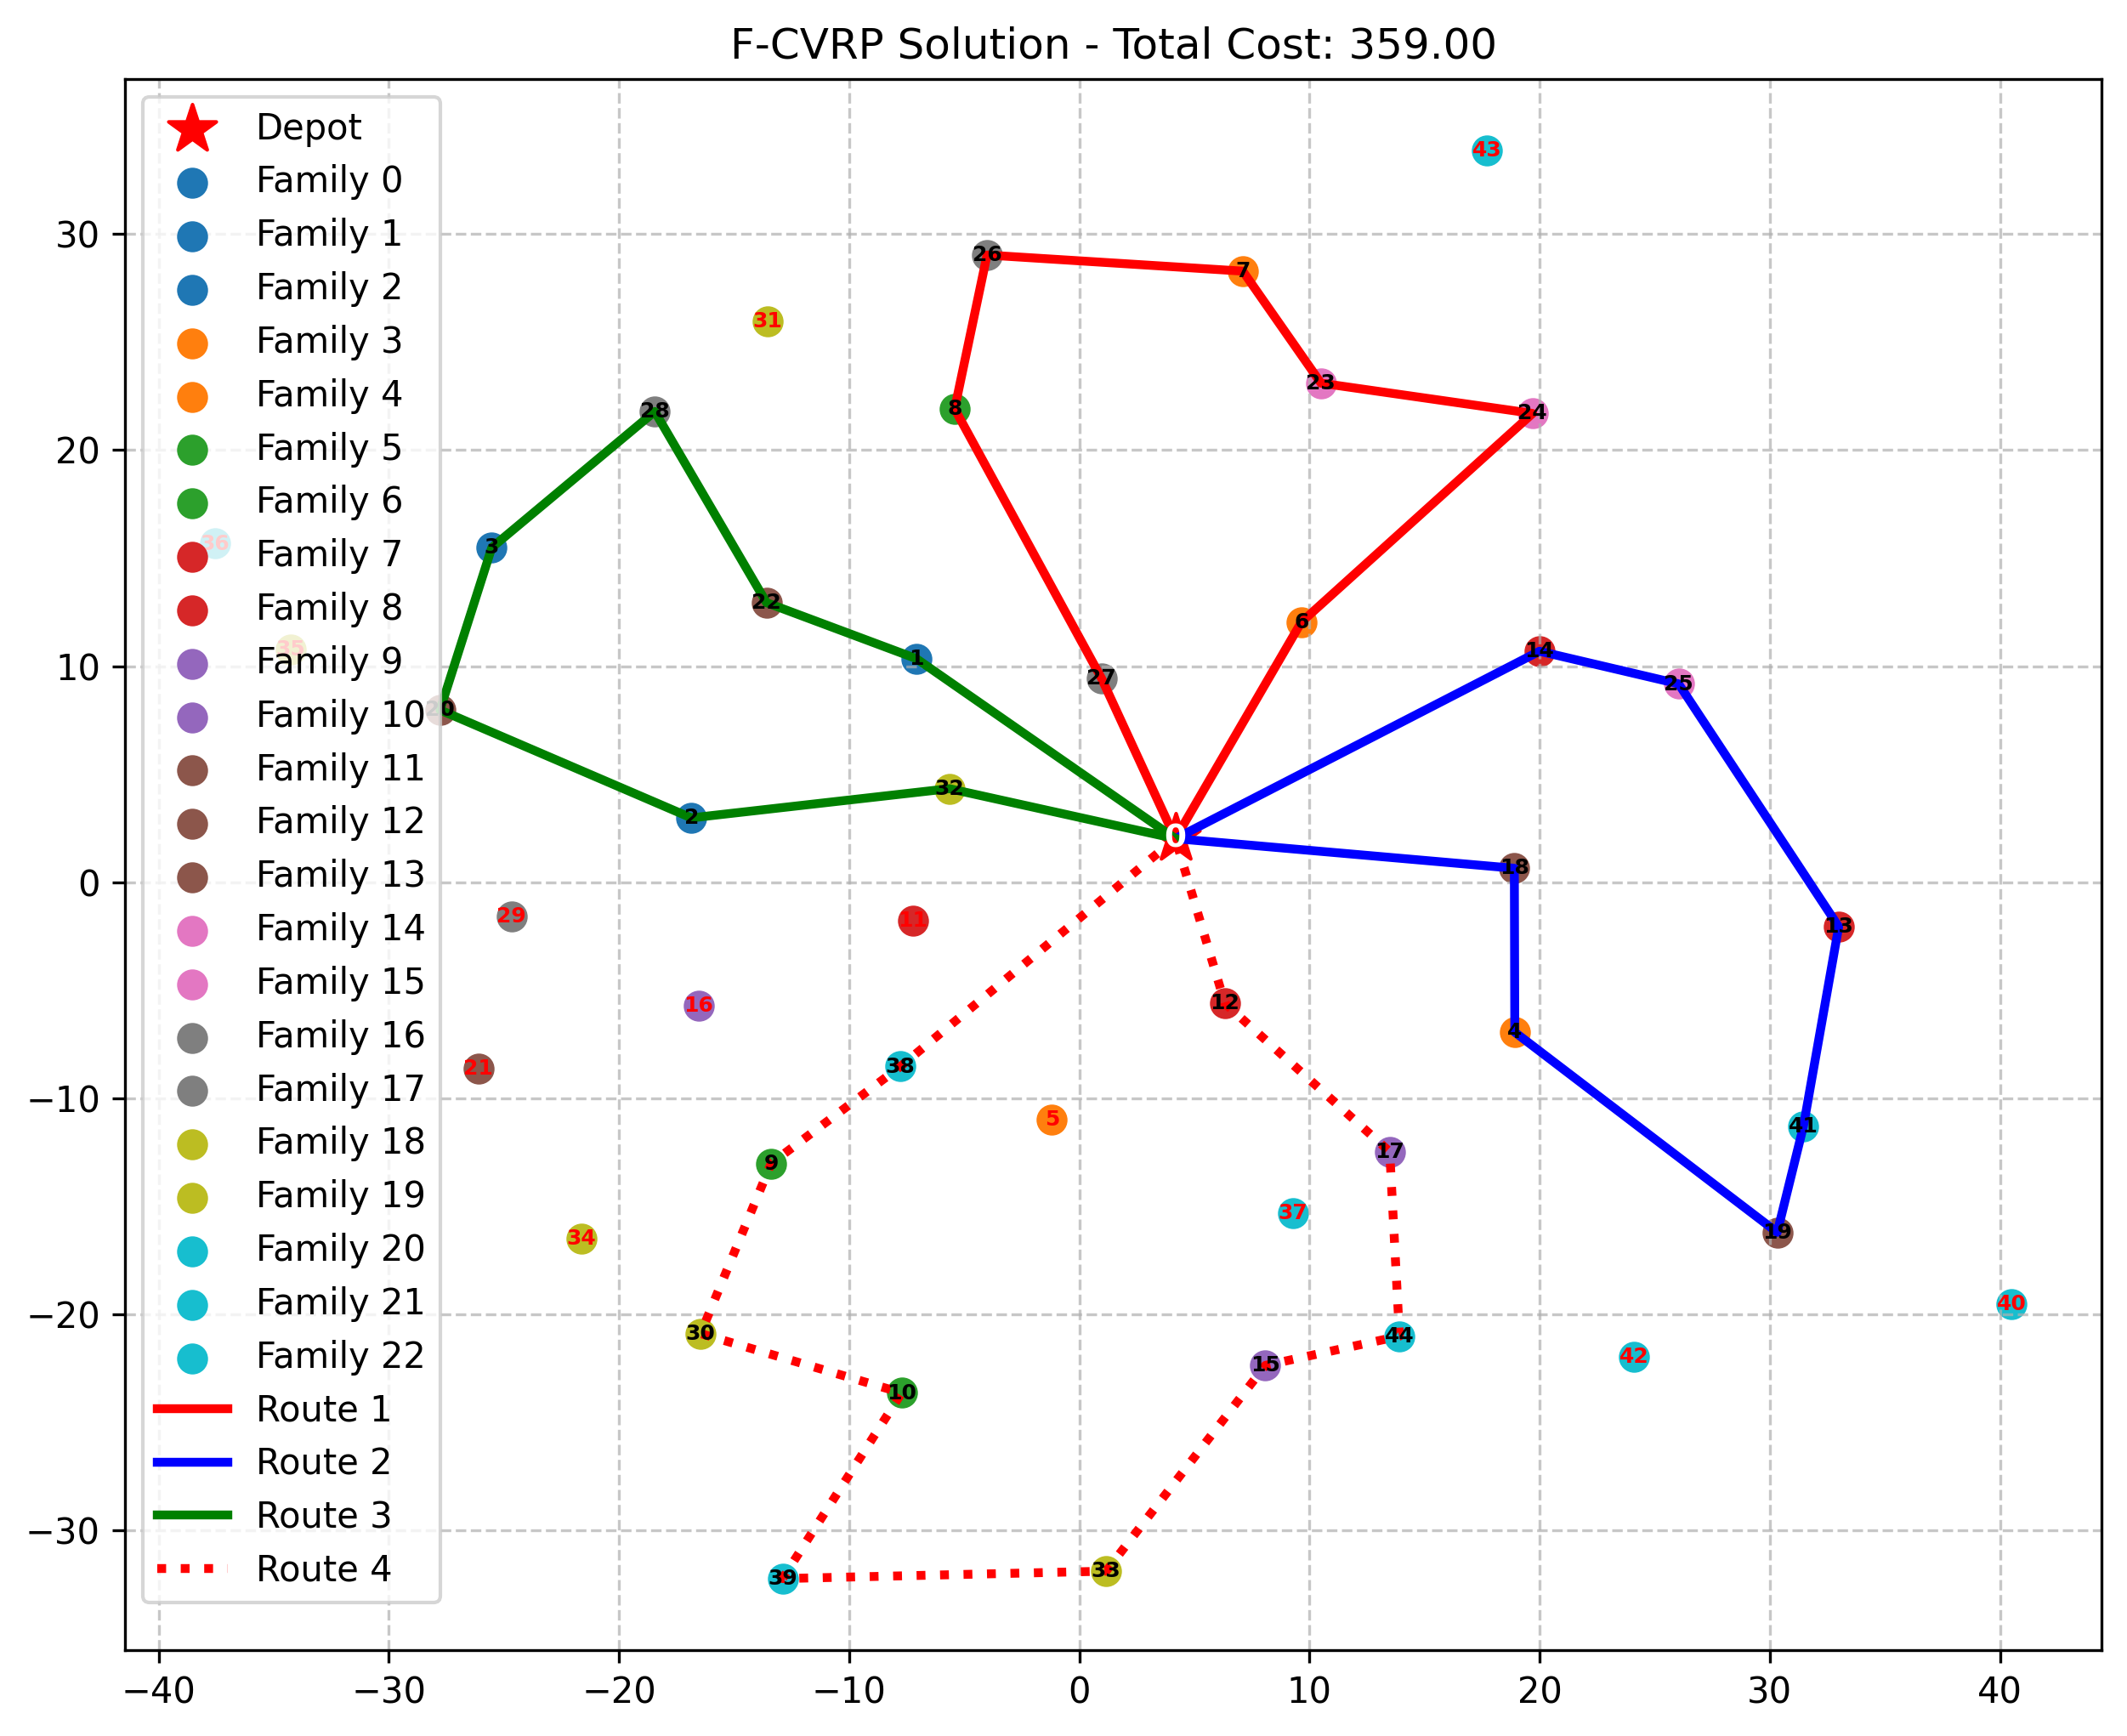 F-CVRP Solution - Total Cost: 359.00
Depot
Family 0
Family 1
Family 2
Family 3
Family 4
Family 5
Family 6
Family 7
Family 8
Family 9
Family 10
Family 11
Family 12
Family 13
Family 14
Family 15
Family 16
Family 17
Family 18
Family 19
Family 20
Family 21
Family 22
Route 1
Route 2
Route 3
Route 4
30
20
10
0
−10
−20
−30
43
26
7
31
23
8
28
24
3
36
22
6
1
35
14
27
25
20
32
2
0
18
29
11
13
12
16
4
21
38
5
41
17
9
37
19
34
40
30
44
42
15
10
33
39
−40
−30
−20
−10
0
10
20
30
40